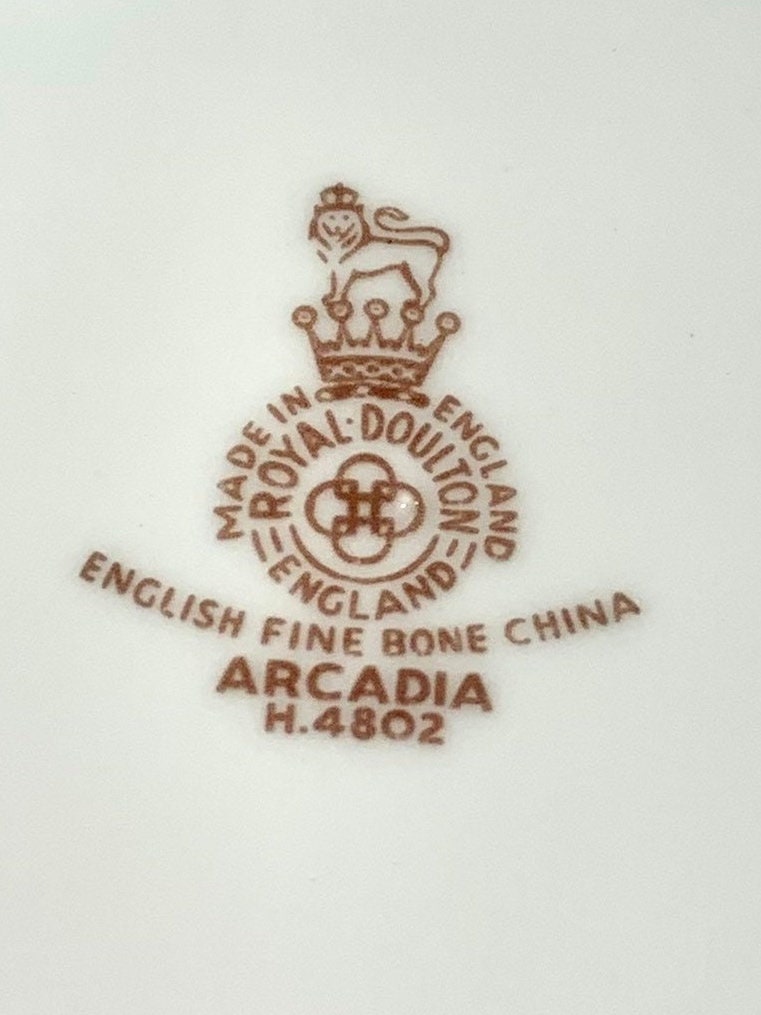 MADE IN ENGLAND
ROYAL·DOULTON
ENGLAND
ENGLISH FINE BONE CHINA
ARCADIA
H.4802